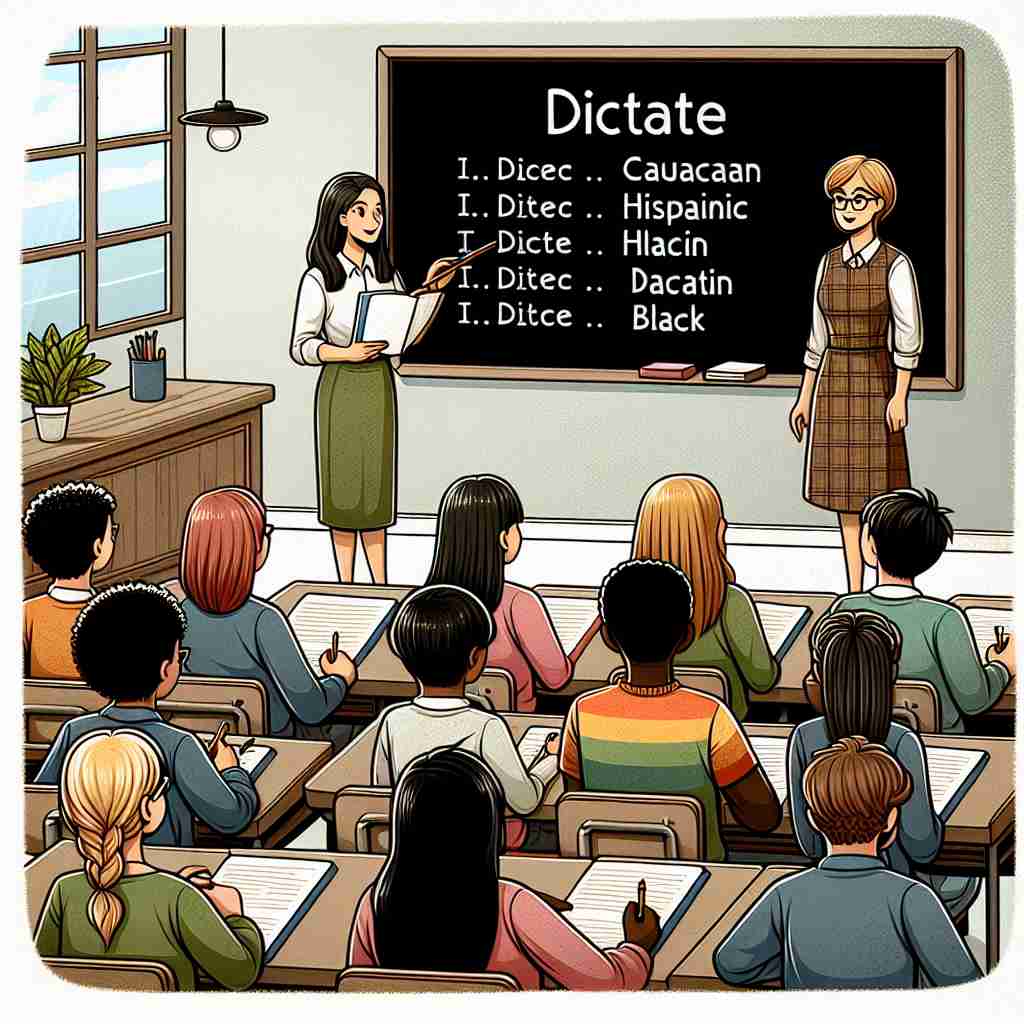 Dictate
I.. Dicec .. Cauacaan
I.. Ditec .. Hispainic
I.. Dicte .. Hlacin
I.. Ditec .. Dacatin
I.. Ditce .. Black